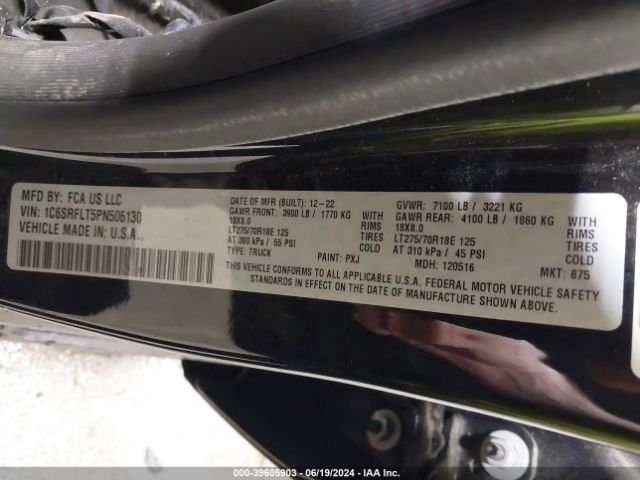 MFD BY: FCA US LLC
VIN: 1C6SRFLT5PN506130
VEHICLE MADE IN U.S.A.,
DATE OF MFR (BUILT): 12-22
GAWR FRONT: 3900 LB / 1770 KG WITH
18X8.0 RIMS
LT275/70R18E 125 TIRES
AT 380 kPa / 55 PSI COLD
TYPE: TRUCK PAINT: PXJ
GVWR: 7100 LB / 3221 KG
GAWR REAR: 4100 LB / 1860 KG WITH
18X8.0 RIMS
LT275/70R18E 125 TIRES
AT 310 kPa / 45 PSI COLD
MDH: 120516 MKT: 875
THIS VEHICLE CONFORMS TO ALL APPLICABLE U.S.A. FEDERAL MOTOR VEHICLE SAFETY
STANDARDS IN EFFECT ON THE DATE OF MANUFACTURE SHOWN ABOVE.
000-39605903 - 06/19/2024 - IAA Inc.